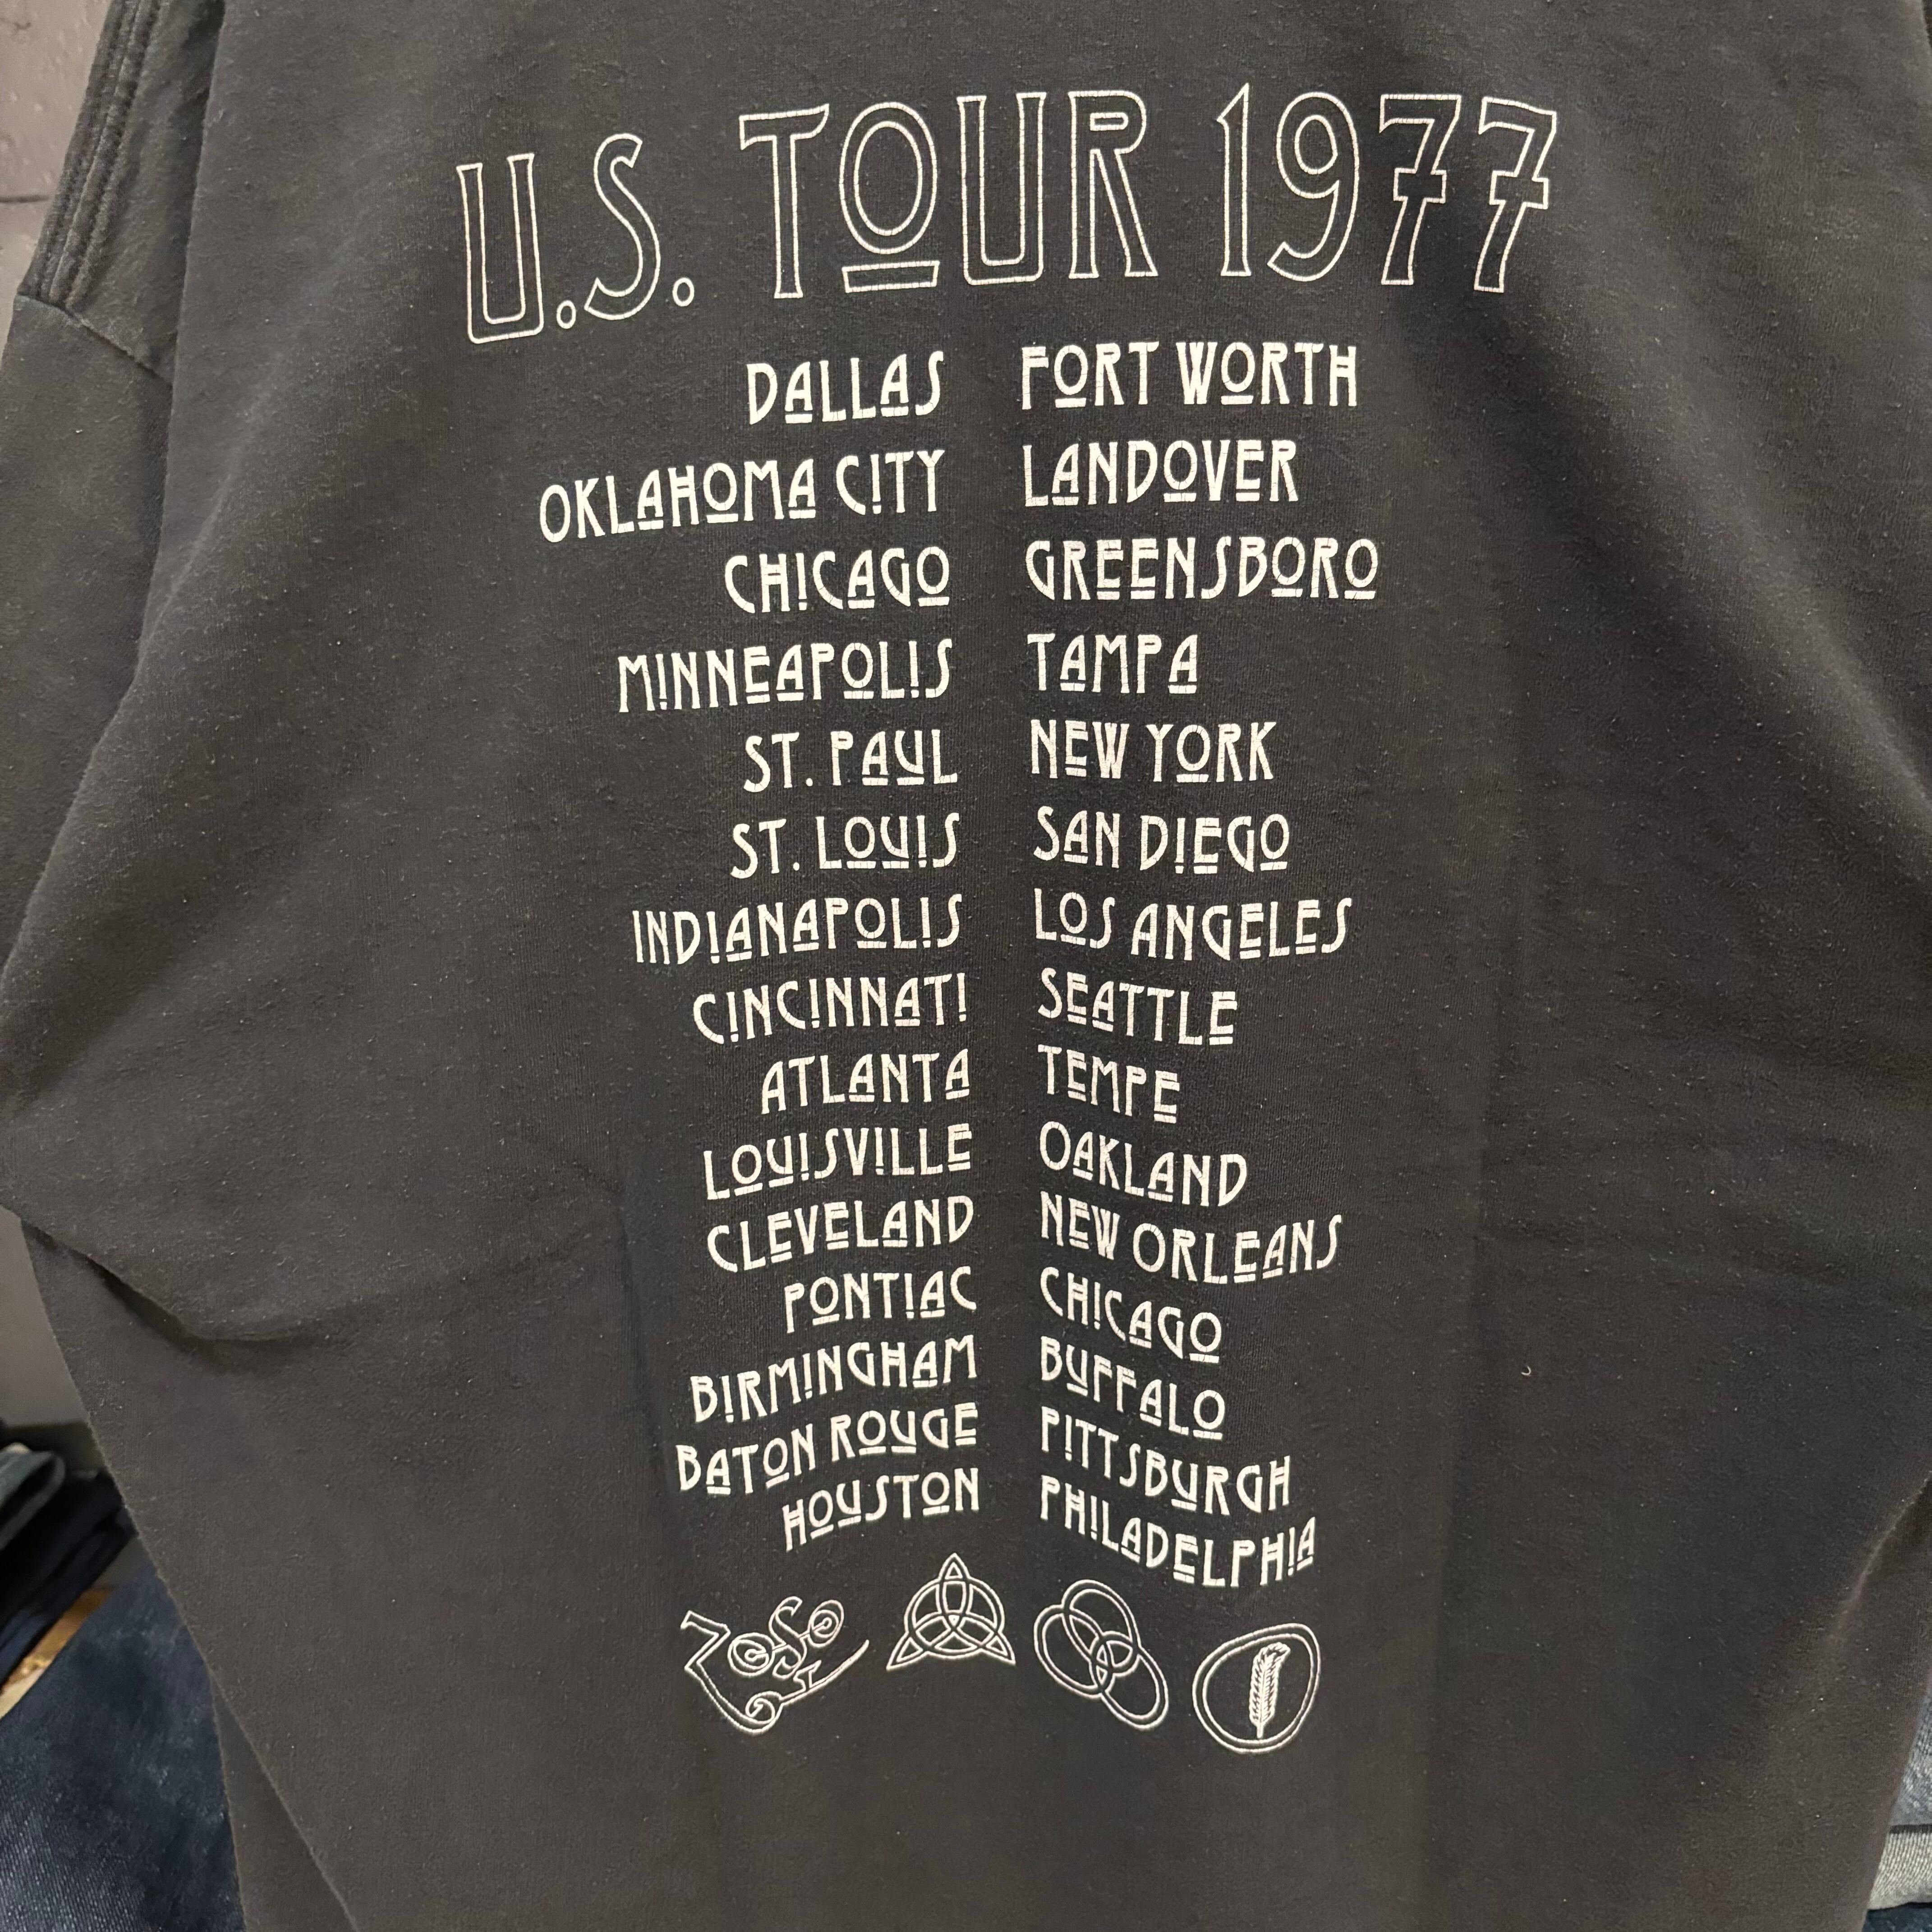 U.S. TOUR 1977
DALLAS
OKLAHOMA CITY
CHICAGO
MINNEAPOLIS
ST. PAUL
ST. LOUIS
INDIANAPOLIS
CINCINNATI
ATLANTA
LOUISVILLE
CLEVELAND
PONTIAC
BIRMINGHAM
BATON ROUGE
HOUSTON
FORT WORTH
LANDOVER
GREENSBORO
TAMPA
NEW YORK
SAN DIEGO
LOS ANGELES
SEATTLE
TEMPE
OAKLAND
NEW ORLEANS
CHICAGO
BUFFALO
PITTSBURGH
PHILADELPHIA
ZOSO